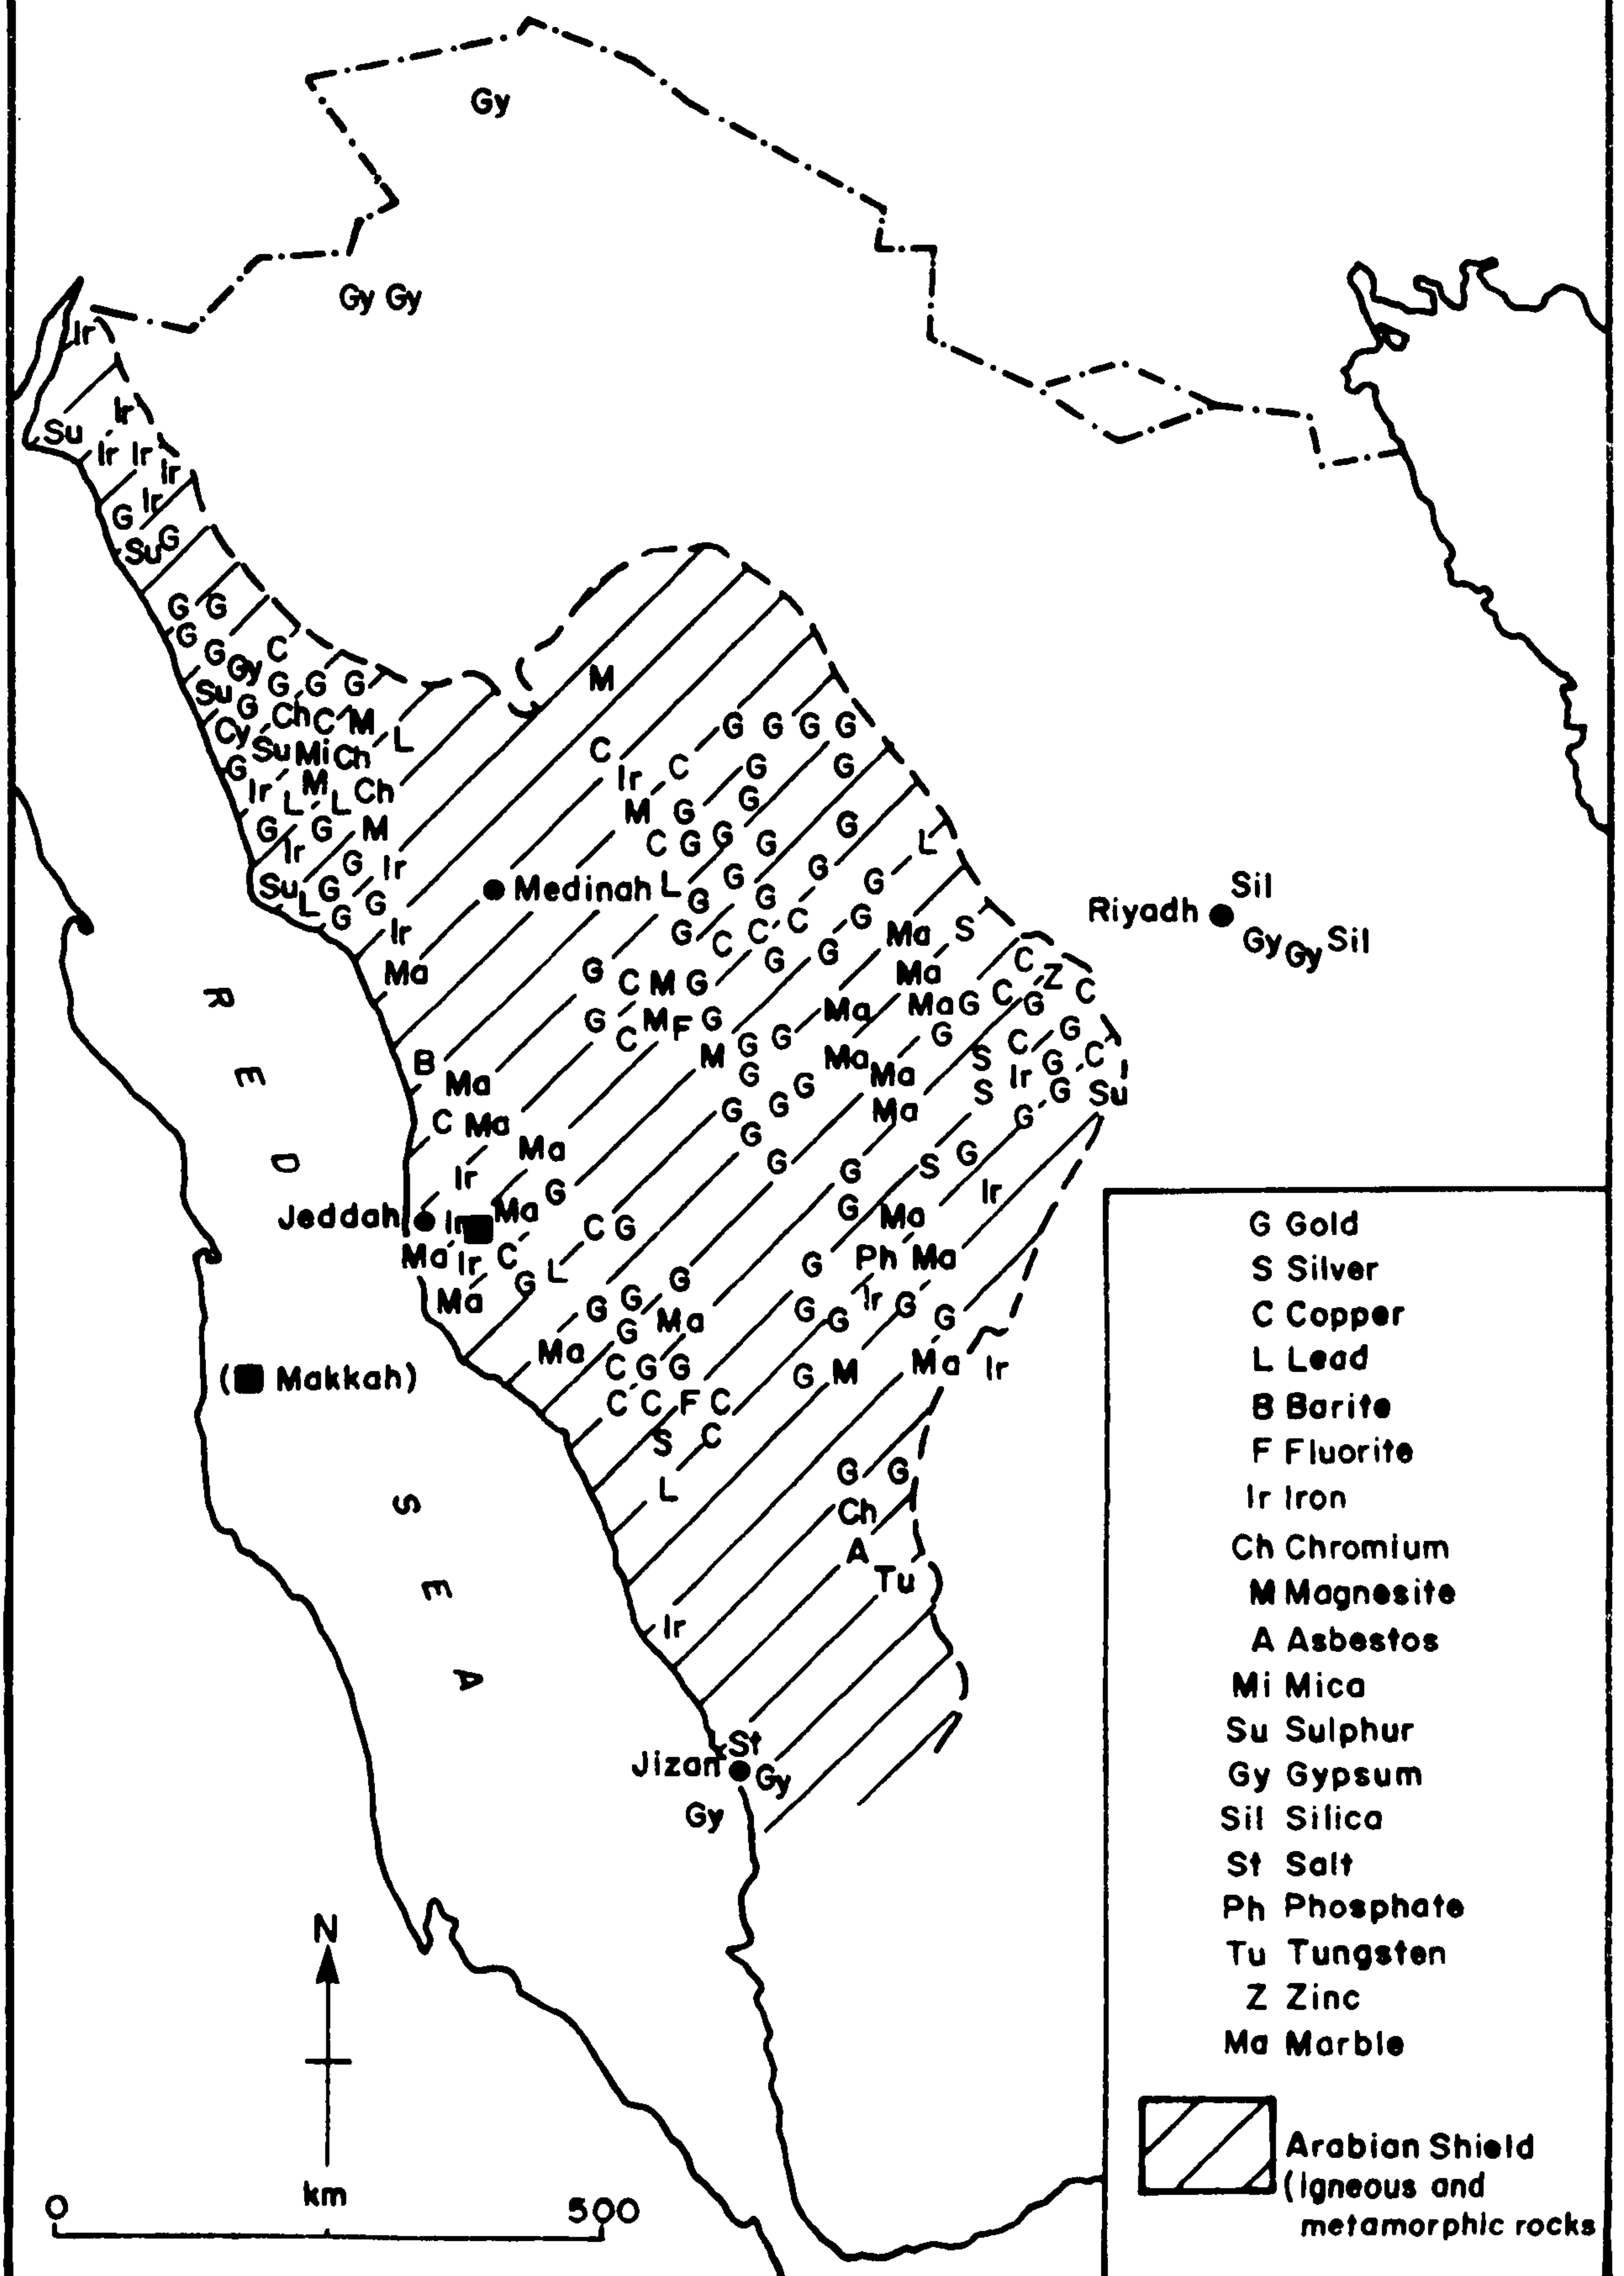 Gy
Gy Gy
Ir
Ir
Su
Ir Ir Ir
Ir
G
Su G
G G
G
G Gy C
Su G G G
G Ch C M
Cy Su Mi Ch L
G
Ir M Ch
L L
G G M
Ir
G Ir
Su G
L G G
Ir
Ma
M
G G G G
C Ir C G G
M G G
C G G G G
L
Medinah L G G G G G
G C C C G
G G
Ma S
Ma
G C M G
G C M F G
M G G Ma
G
G G G
G
G
Ma G C G
C Z C
Ma Ma
Ma
G S C G
S Ir G C
G G Su
S G
Ir
G
G Ma
Ph Ma
G Ir G
G G G
G M Ma Ir
B
Ma
C Ma
Ma
Ir
G
Jeddah Ir Ma
Ma Ir C
C G
G L
Ma
G G G
G Ma
Ma
C G G
C C F C
S C
L
G G
Ch
A
Tu
Ir
St
Jizan Gy
Gy
Riyadh Sil
Gy Gy Sil
(■ Makkah)
R E D
S E A
N
km
0 500
G Gold
S Silver
C Copper
L Lead
B Barite
F Fluorite
Ir Iron
Ch Chromium
M Magnesite
A Asbestos
Mi Mica
Su Sulphur
Gy Gypsum
Sil Silica
St Salt
Ph Phosphate
Tu Tungsten
Z Zinc
Ma Marble
Arabian Shield
(Igneous and
metamorphic rocks